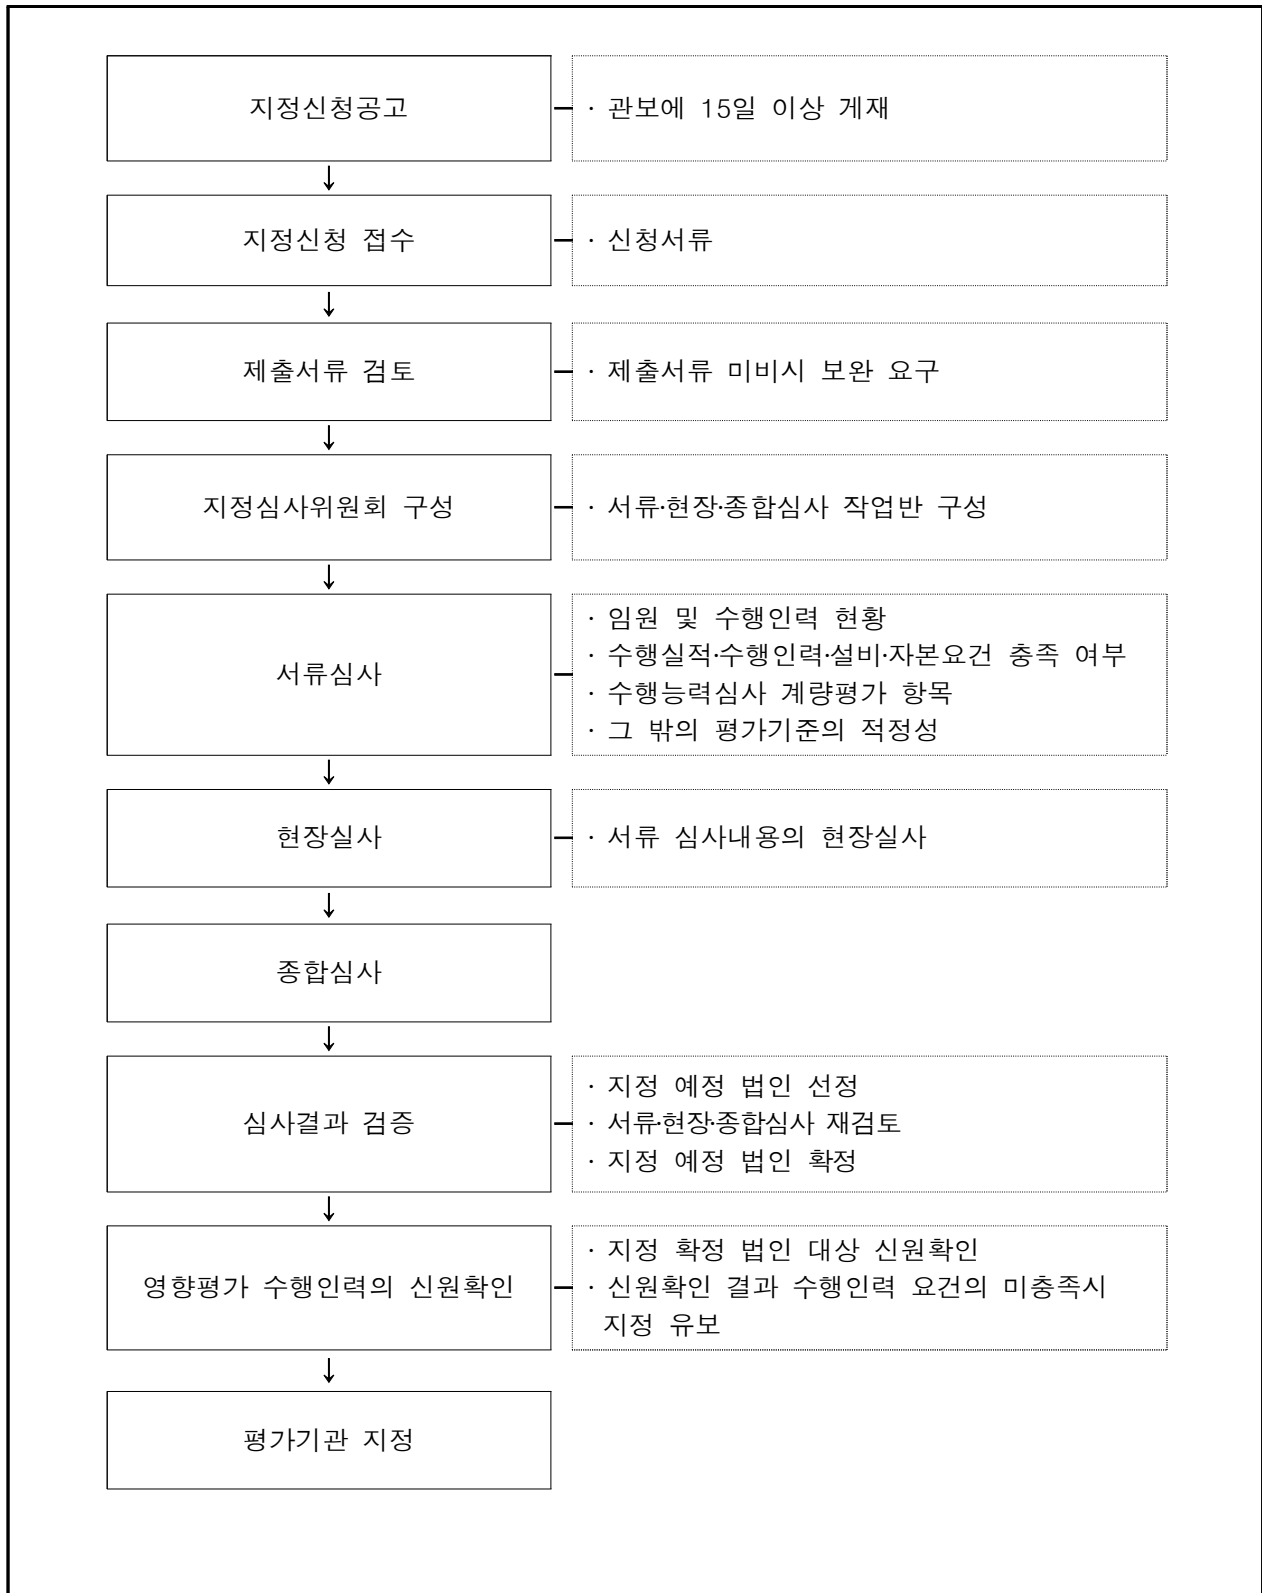 지정신청공고
· 관보에 15일 이상 게재
지정신청 접수
· 신청서류
제출서류 검토
· 제출서류 미비시 보완 요구
지정심사위원회 구성
· 서류·현장·종합심사 작업반 구성
서류심사
· 임원 및 수행인력 현황
· 수행실적·수행인력·설비·자본요건 충족 여부
· 수행능력심사 계량평가 항목
· 그 밖의 평가기준의 적정성
현장실사
· 서류 심사내용의 현장실사
종합심사
심사결과 검증
· 지정 예정 법인 선정
· 서류·현장·종합심사 재검토
· 지정 예정 법인 확정
영향평가 수행인력의 신원확인
· 지정 확정 법인 대상 신원확인
· 신원확인 결과 수행인력 요건의 미충족시
지정 유보
평가기관 지정